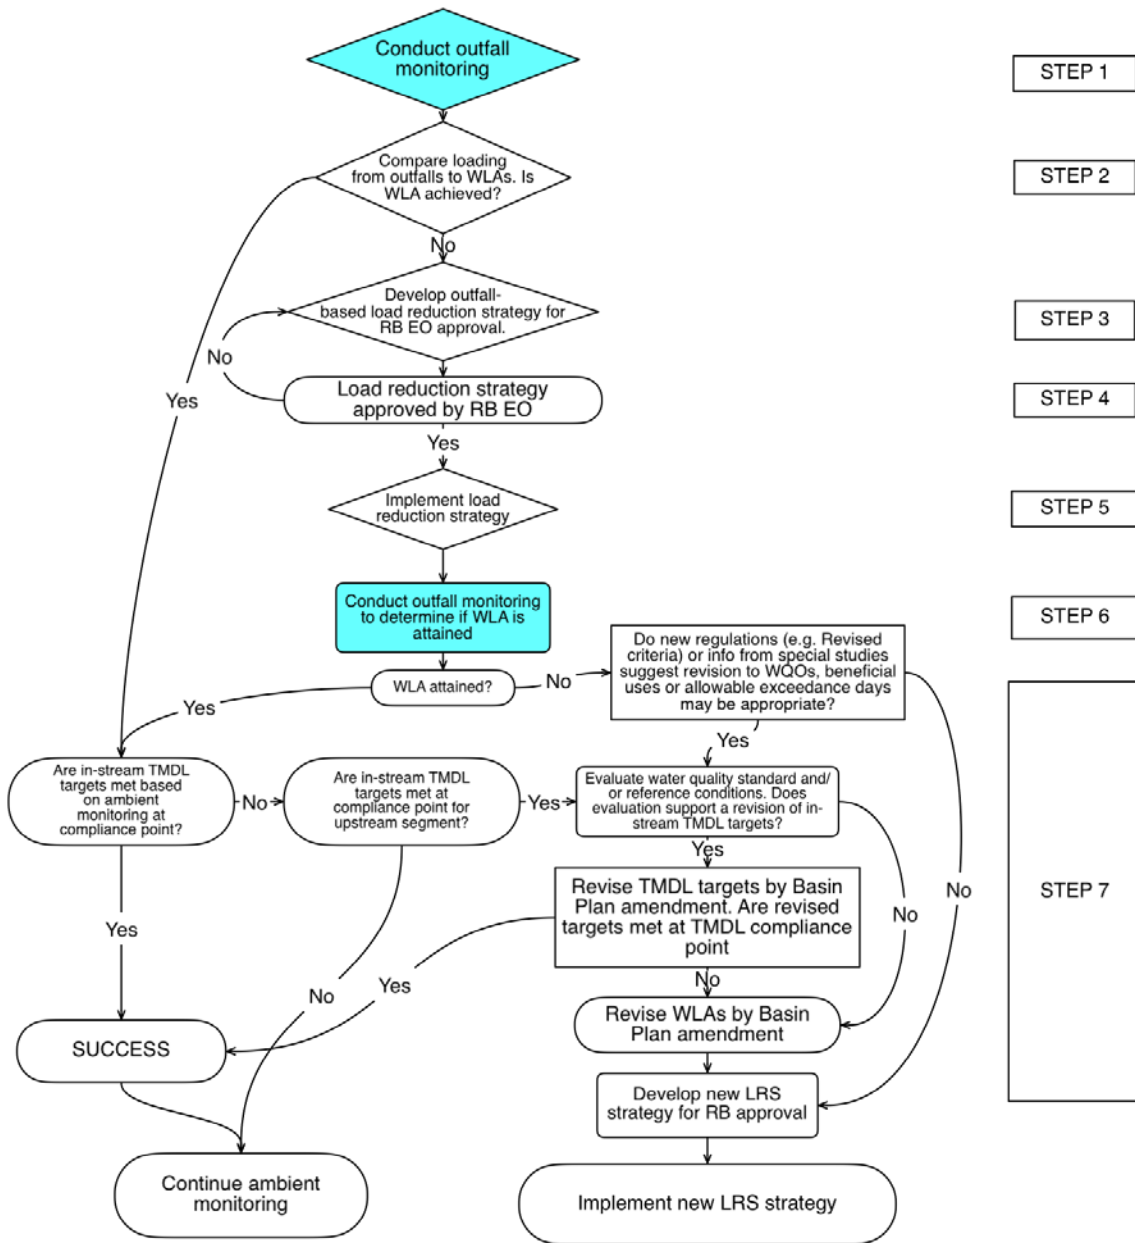 Conduct outfall
monitoring
STEP 1
Compare loading
from outfalls to WLAs. Is
WLA achieved?
STEP 2
No
Develop outfall-
based load reduction strategy for
RB EO approval.
STEP 3
No
Yes
Load reduction strategy
approved by RB EO
STEP 4
Yes
Implement load
reduction strategy
STEP 5
Conduct outfall monitoring
to determine if WLA is
attained
STEP 6
Do new regulations (e.g. Revised
criteria) or info from special studies
suggest revision to WQOs, beneficial
uses or allowable exceedance days
may be appropriate?
WLA attained?
No
Yes
Yes
Are in-stream TMDL
targets met based
on ambient
monitoring at
compliance point?
No
Are in-stream TMDL
targets met at
compliance point for
upstream segment?
Yes
Evaluate water quality standard and/
or reference conditions. Does
evaluation support a revision of in-
stream TMDL targets?
Yes
Revise TMDL targets by Basin
Plan amendment. Are revised
targets met at TMDL compliance
point
No
No
STEP 7
Yes
Yes
No
No
Revise WLAs by Basin
Plan amendment
SUCCESS
Develop new LRS
strategy for RB approval
Continue ambient
monitoring
Implement new LRS strategy